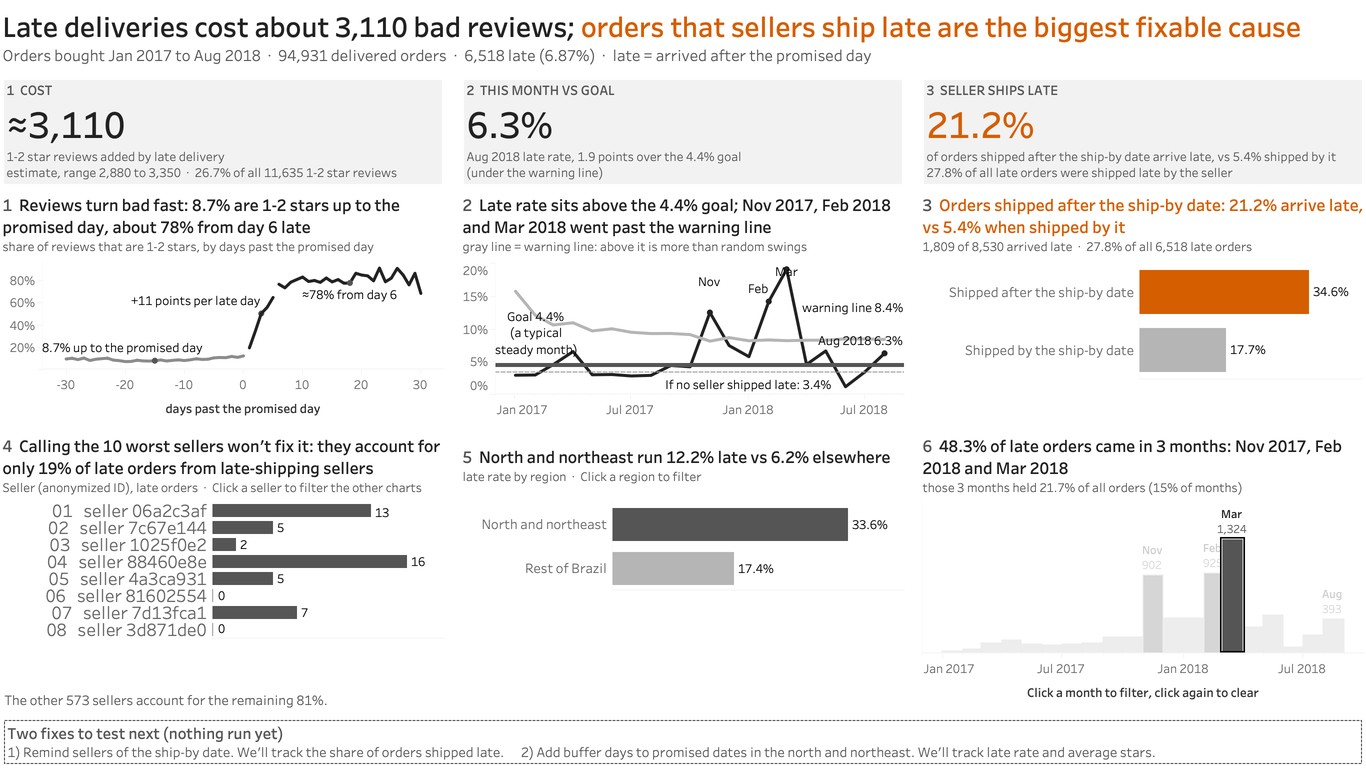 Late deliveries cost about 3,110 bad reviews; orders that sellers ship late are the biggest fixable cause
Orders bought Jan 2017 to Aug 2018 · 94,931 delivered orders · 6,518 late (6.87%) · late = arrived after the promised day
1 COST
≈3,110
1-2 star reviews added by late delivery
estimate, range 2,880 to 3,350 · 26.7% of all 11,635 1-2 star reviews
2 THIS MONTH VS GOAL
6.3%
Aug 2018 late rate, 1.9 points over the 4.4% goal
(under the warning line)
3 SELLER SHIPS LATE
21.2%
of orders shipped after the ship-by date arrive late, vs 5.4% shipped by it
27.8% of all late orders were shipped late by the seller
1 Reviews turn bad fast: 8.7% are 1-2 stars up to the
promised day, about 78% from day 6 late
share of reviews that are 1-2 stars, by days past the promised day
80%
60%
40%
20%
+11 points per late day
≈78% from day 6
8.7% up to the promised day
-30 -20 -10 0 10 20 30
days past the promised day
2 Late rate sits above the 4.4% goal; Nov 2017, Feb 2018
and Mar 2018 went past the warning line
gray line = warning line: above it is more than random swings
20%
15%
10%
5%
0%
Mar
Nov
Feb
warning line 8.4%
Goal 4.4%
(a typical
steady month)
Aug 2018 6.3%
If no seller shipped late: 3.4%
Jan 2017 Jul 2017 Jan 2018 Jul 2018
3 Orders shipped after the ship-by date: 21.2% arrive late,
vs 5.4% when shipped by it
1,809 of 8,530 arrived late · 27.8% of all 6,518 late orders
Shipped after the ship-by date 34.6%
Shipped by the ship-by date 17.7%
4 Calling the 10 worst sellers won’t fix it: they account for
only 19% of late orders from late-shipping sellers
Seller (anonymized ID), late orders · Click a seller to filter the other charts
01 seller 06a2c3af 13
02 seller 7c67e144 5
03 seller 1025f0e2 2
04 seller 88460e8e 16
05 seller 4a3ca931 5
06 seller 81602554 0
07 seller 7d13fca1 7
08 seller 3d871de0 0
The other 573 sellers account for the remaining 81%.
5 North and northeast run 12.2% late vs 6.2% elsewhere
late rate by region · Click a region to filter
North and northeast 33.6%
Rest of Brazil 17.4%
6 48.3% of late orders came in 3 months: Nov 2017, Feb
2018 and Mar 2018
those 3 months held 21.7% of all orders (15% of months)
Mar
1,324
Nov
902
Feb
Aug
393
Jan 2017 Jul 2017 Jan 2018 Jul 2018
Click a month to filter, click again to clear
Two fixes to test next (nothing run yet)
1) Remind sellers of the ship-by date. We’ll track the share of orders shipped late. 2) Add buffer days to promised dates in the north and northeast. We’ll track late rate and average stars.